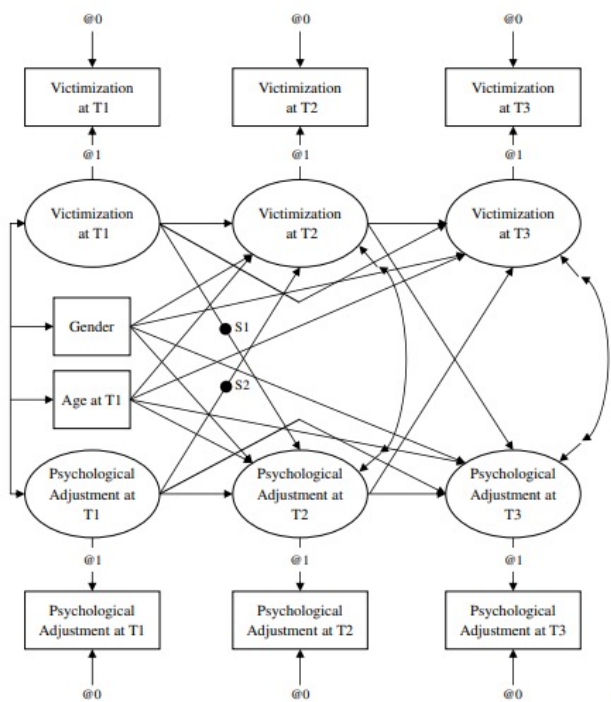 @0 @0 @0
Victimization
at T1
Victimization
at T2
Victimization
at T3
@1 @1 @1
Victimization
at T1
Victimization
at T2
Victimization
at T3
Gender
S1
Age at T1
S2
Psychological
Adjustment at
T1
Psychological
Adjustment at
T2
Psychological
Adjustment at
T3
@1 @1 @1
Psychological
Adjustment at T1
Psychological
Adjustment at T2
Psychological
Adjustment at T3
@0 @0 @0